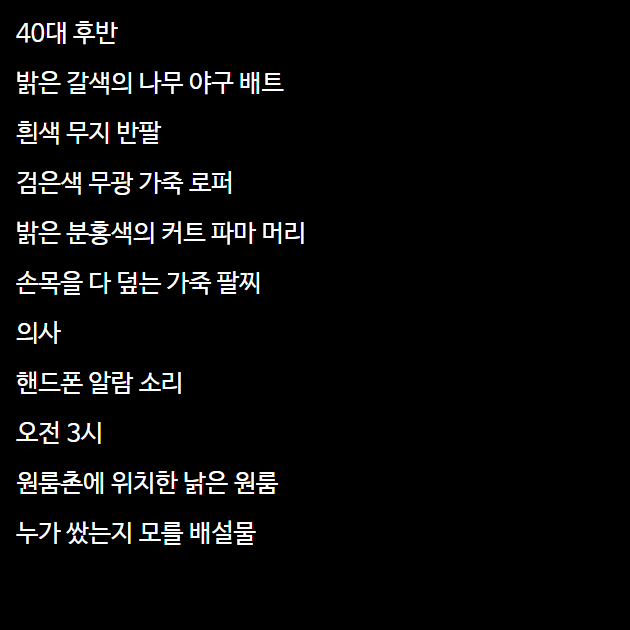 40대 후반
밝은 갈색의 나무 야구 배트
흰색 무지 반팔
검은색 무광 가죽 로퍼
밝은 분홍색의 커트 파마 머리
손목을 다 덮는 가죽 팔찌
의사
핸드폰 알람 소리
오전 3시
원룸촌에 위치한 낡은 원룸
누가 쌌는지 모를 배설물